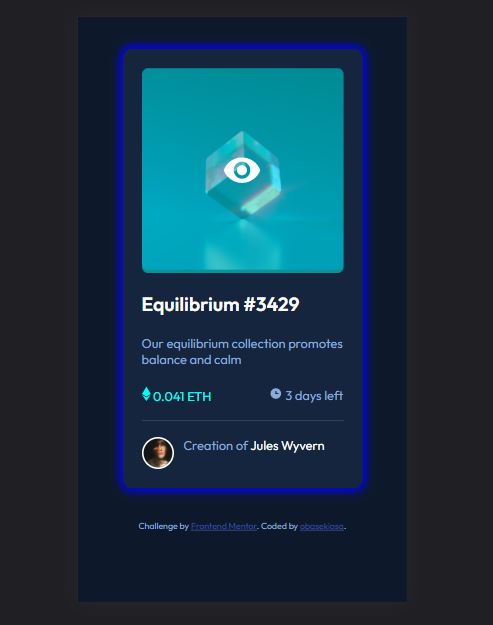 Equilibrium #3429
Our equilibrium collection promotes
balance and calm
0.041 ETH
3 days left
Creation of Jules Wyvern
Challenge by Frontend Mentor. Coded by obasekiosa.